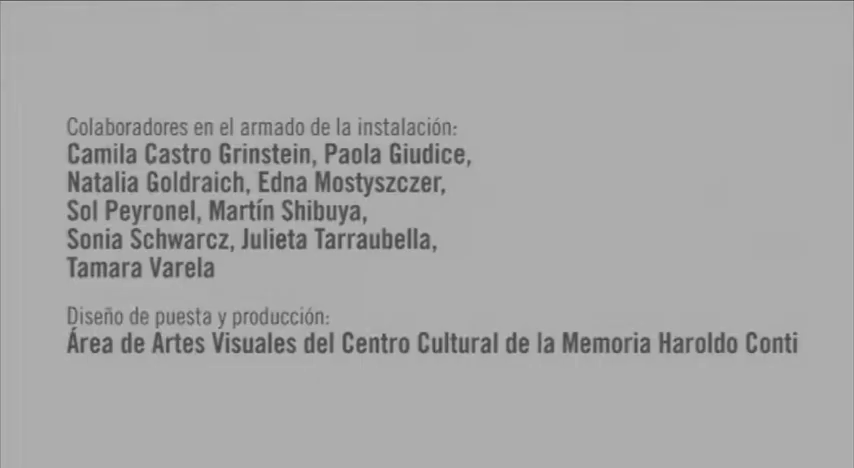 Colaboradores en el armado de la instalación:
Camila Castro Grinstein, Paola Giudice,
Natalia Goldraich, Edna Mostyszczer,
Sol Peyronel, Martín Shibuya,
Sonia Schwarcz, Julieta Tarraubella,
Tamara Varela
Diseño de puesta y producción:
Área de Artes Visuales del Centro Cultural de la Memoria Haroldo Conti